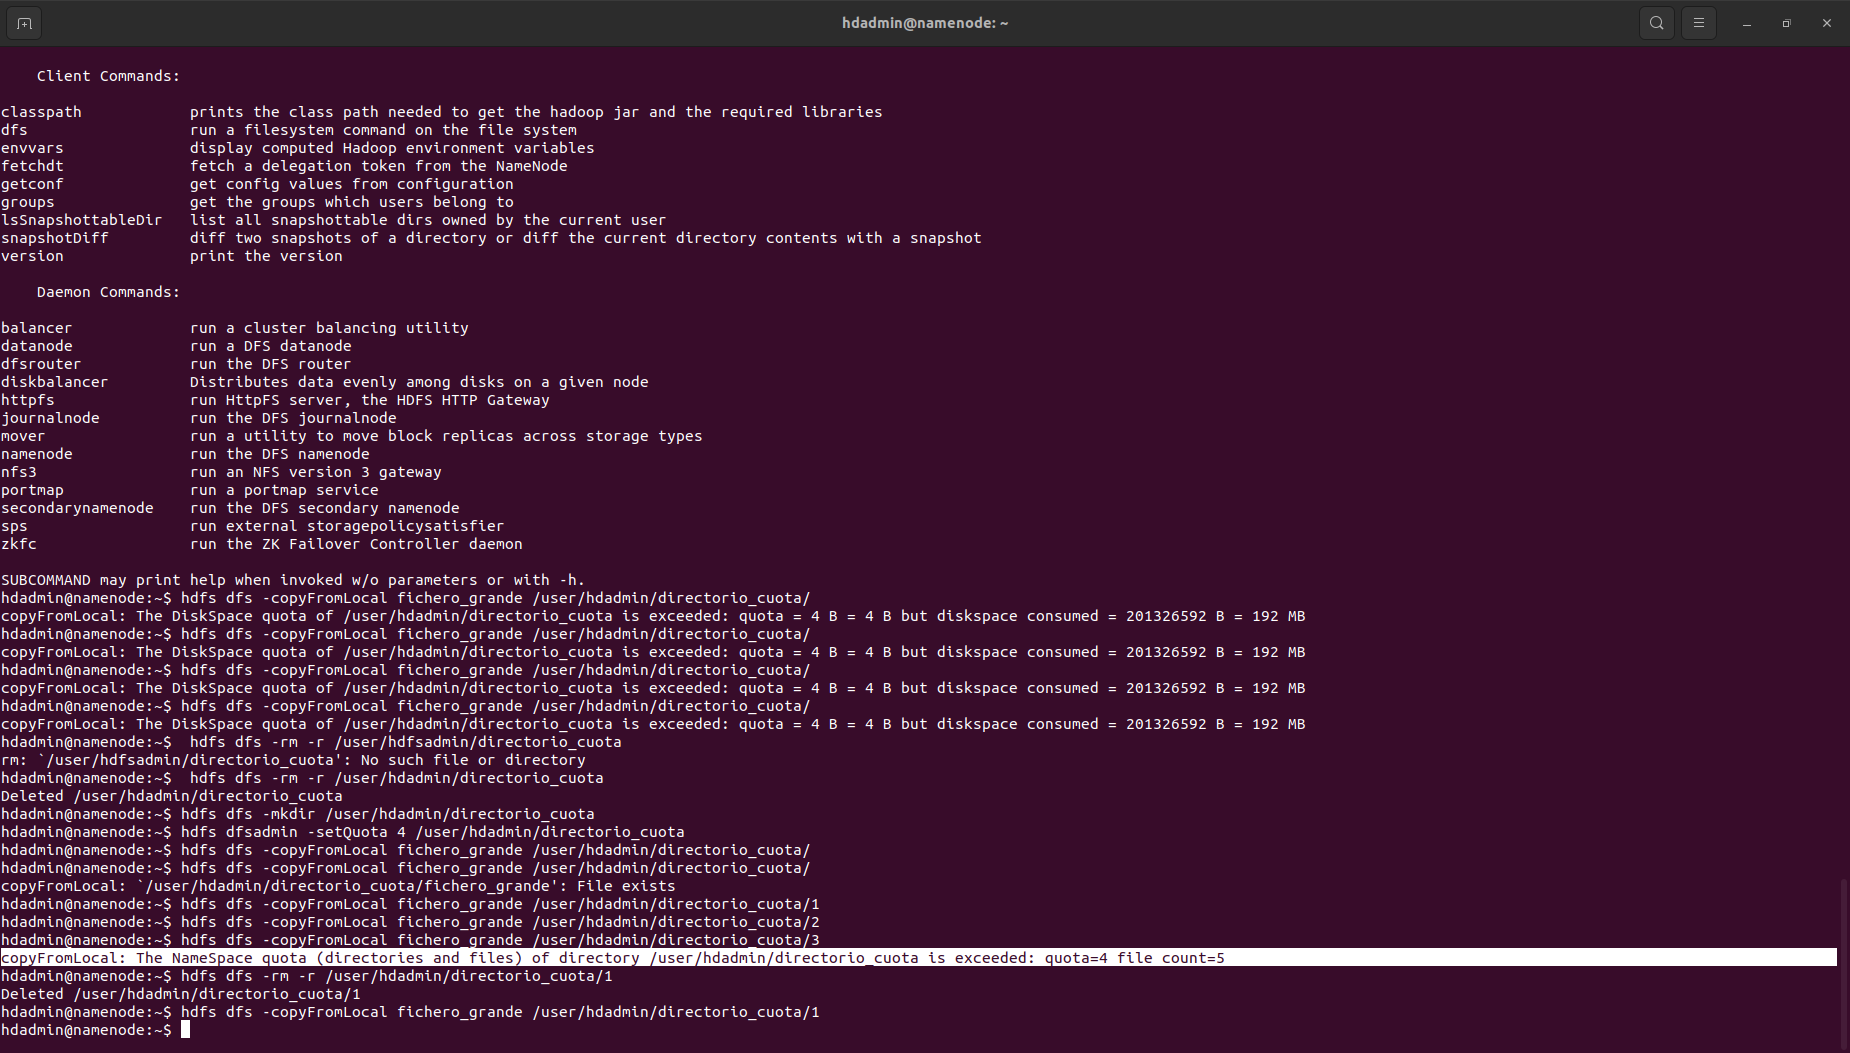 hdadmin@namenode: ~
Client Commands:
classpath prints the class path needed to get the hadoop jar and the required libraries
dfs run a filesystem command on the file system
envvars display computed Hadoop environment variables
fetchdt fetch a delegation token from the NameNode
getconf get config values from configuration
groups get the groups which users belong to
lsSnapshottableDir list all snapshottable dirs owned by the current user
snapshotDiff diff two snapshots of a directory or diff the current directory contents with a snapshot
version print the version
Daemon Commands:
balancer run a cluster balancing utility
datanode run a DFS datanode
dfsrouter run the DFS router
diskbalancer Distributes data evenly among disks on a given node
httpfs run HttpFS server, the HDFS HTTP Gateway
journalnode run the DFS journalnode
mover run a utility to move block replicas across storage types
namenode run the DFS namenode
nfs3 run an NFS version 3 gateway
portmap run a portmap service
secondarynamenode run the DFS secondary namenode
sps run external storagepolicysatisfier
zkfc run the ZK Failover Controller daemon
SUBCOMMAND may print help when invoked w/o parameters or with -h.
hdadmin@namenode:~$ hdfs dfs -copyFromLocal fichero_grande /user/hdadmin/directorio_cuota/
copyFromLocal: The DiskSpace quota of /user/hdadmin/directorio_cuota is exceeded: quota = 4 B = 4 B but diskspace consumed = 201326592 B = 192 MB
hdadmin@namenode:~$ hdfs dfs -copyFromLocal fichero_grande /user/hdadmin/directorio_cuota/
copyFromLocal: The DiskSpace quota of /user/hdadmin/directorio_cuota is exceeded: quota = 4 B = 4 B but diskspace consumed = 201326592 B = 192 MB
hdadmin@namenode:~$ hdfs dfs -copyFromLocal fichero_grande /user/hdadmin/directorio_cuota/
copyFromLocal: The DiskSpace quota of /user/hdadmin/directorio_cuota is exceeded: quota = 4 B = 4 B but diskspace consumed = 201326592 B = 192 MB
hdadmin@namenode:~$ hdfs dfs -copyFromLocal fichero_grande /user/hdadmin/directorio_cuota/
copyFromLocal: The DiskSpace quota of /user/hdadmin/directorio_cuota is exceeded: quota = 4 B = 4 B but diskspace consumed = 201326592 B = 192 MB
hdadmin@namenode:~$  hdfs dfs -rm -r /user/hdfsadmin/directorio_cuota
rm: `/user/hdfsadmin/directorio_cuota': No such file or directory
hdadmin@namenode:~$  hdfs dfs -rm -r /user/hdadmin/directorio_cuota
Deleted /user/hdadmin/directorio_cuota
hdadmin@namenode:~$ hdfs dfs -mkdir /user/hdadmin/directorio_cuota
hdadmin@namenode:~$ hdfs dfsadmin -setQuota 4 /user/hdadmin/directorio_cuota
hdadmin@namenode:~$ hdfs dfs -copyFromLocal fichero_grande /user/hdadmin/directorio_cuota/
hdadmin@namenode:~$ hdfs dfs -copyFromLocal fichero_grande /user/hdadmin/directorio_cuota/
copyFromLocal: `/user/hdadmin/directorio_cuota/fichero_grande': File exists
hdadmin@namenode:~$ hdfs dfs -copyFromLocal fichero_grande /user/hdadmin/directorio_cuota/1
hdadmin@namenode:~$ hdfs dfs -copyFromLocal fichero_grande /user/hdadmin/directorio_cuota/2
hdadmin@namenode:~$ hdfs dfs -copyFromLocal fichero_grande /user/hdadmin/directorio_cuota/3
copyFromLocal: The NameSpace quota (directories and files) of directory /user/hdadmin/directorio_cuota is exceeded: quota=4 file count=5
hdadmin@namenode:~$ hdfs dfs -rm -r /user/hdadmin/directorio_cuota/1
Deleted /user/hdadmin/directorio_cuota/1
hdadmin@namenode:~$ hdfs dfs -copyFromLocal fichero_grande /user/hdadmin/directorio_cuota/1
hdadmin@namenode:~$